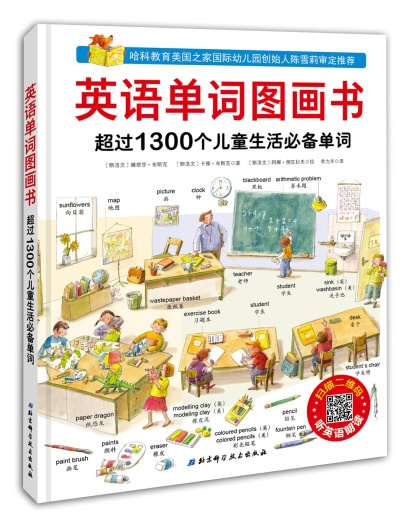 哈科教育美国之家国际幼儿园创始人陈雪莉审定推荐
英语单词图画书
超过1300个儿童生活必备单词
英语单词图画书
超过1300个儿童生活必备单词
北京科学技术出版社
sunflowers
向日葵
map
地图
picture
画
clock
钟
blackboard
黑板
arithmetic problem
算术题
teacher
老师
student
学生
sink（英）
washbasin（美）
洗手池
wastepaper basket
废纸篓
exercise book
习题本
student
学生
desk
桌子
student's chair
学生椅
paper dragon
纸恐龙
modelling clay（英）
modeling clay（美）
橡皮泥
pencil
铅笔
paints
颜料
eraser
橡皮
coloured pencils（英）
colored pencils（美）
彩色铅笔
fountain pen
钢笔
paint brush
画笔
扫描二维码
听英语朗读
北京科学技术出版社